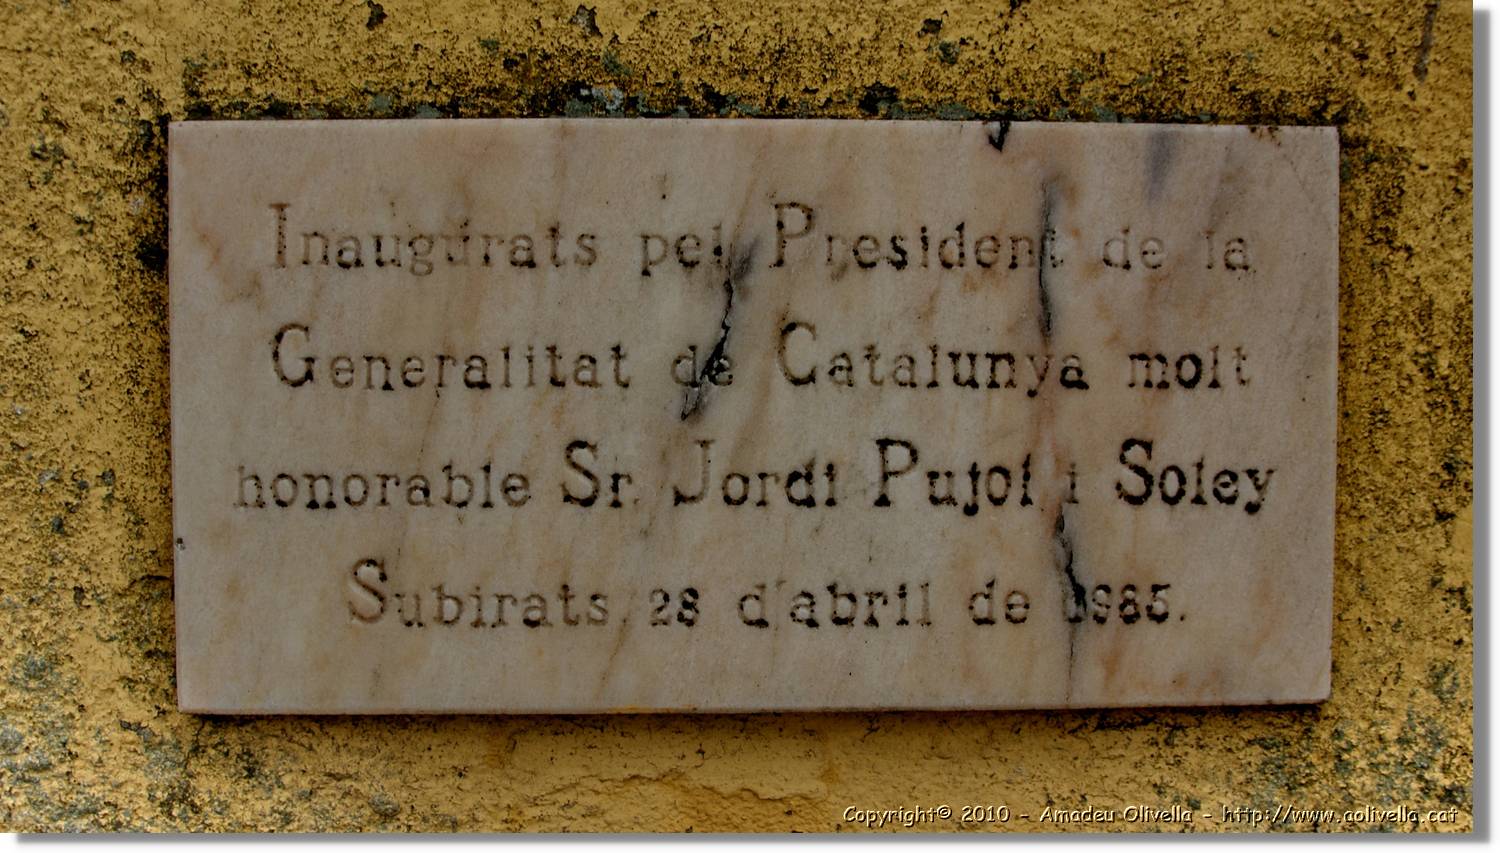 Inaugurats pel President de la
Generalitat de Catalunya molt
honorable Sr. Jordi Pujol i Soley
Subirats, 28 d'abril de 1985.
Copyright© 2010 - Amadeu Olivella - http://www.aolivella.cat